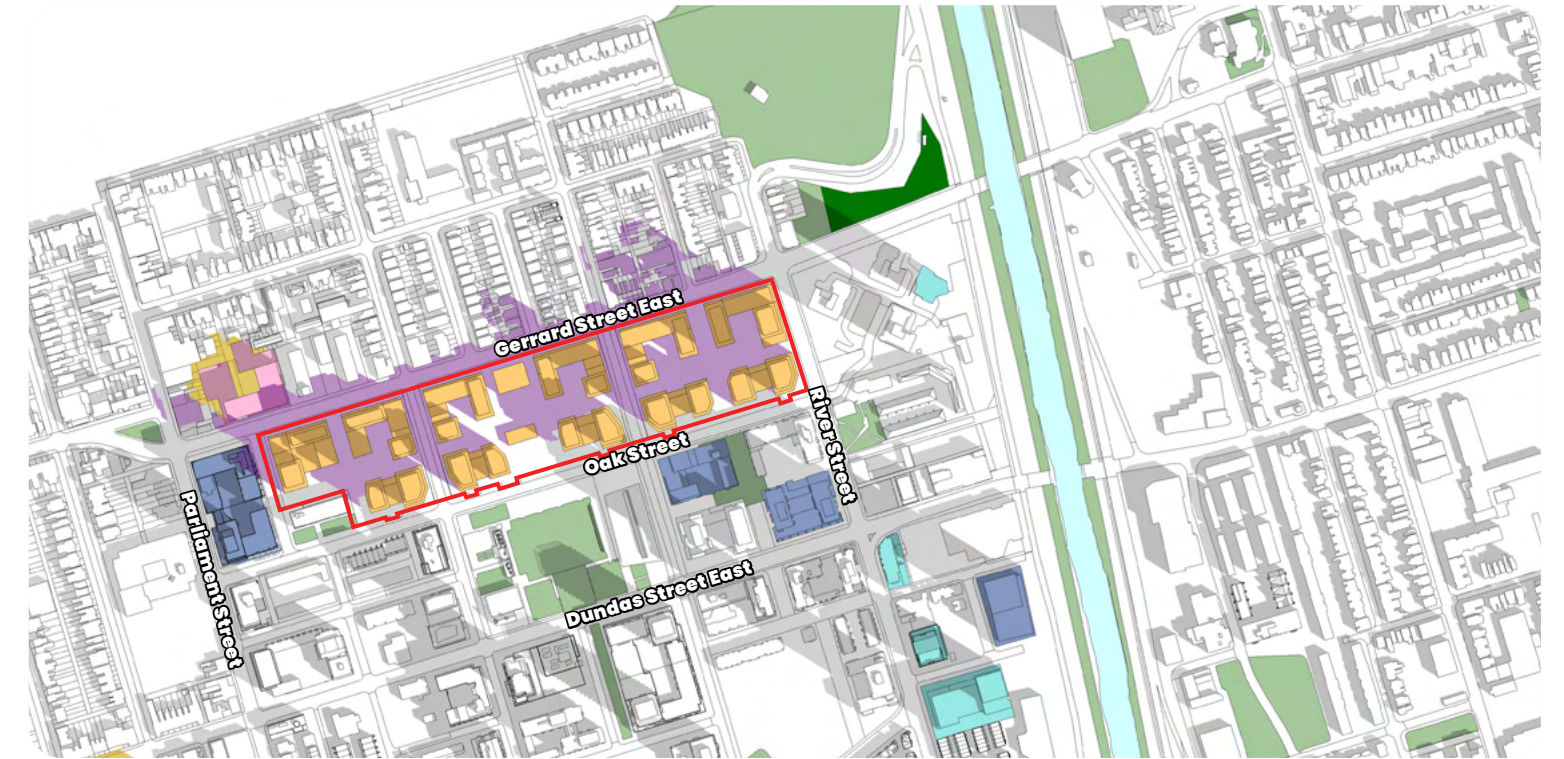 Gerrard Street East
Oak Street
River Street
Parliament Street
Dundas Street East